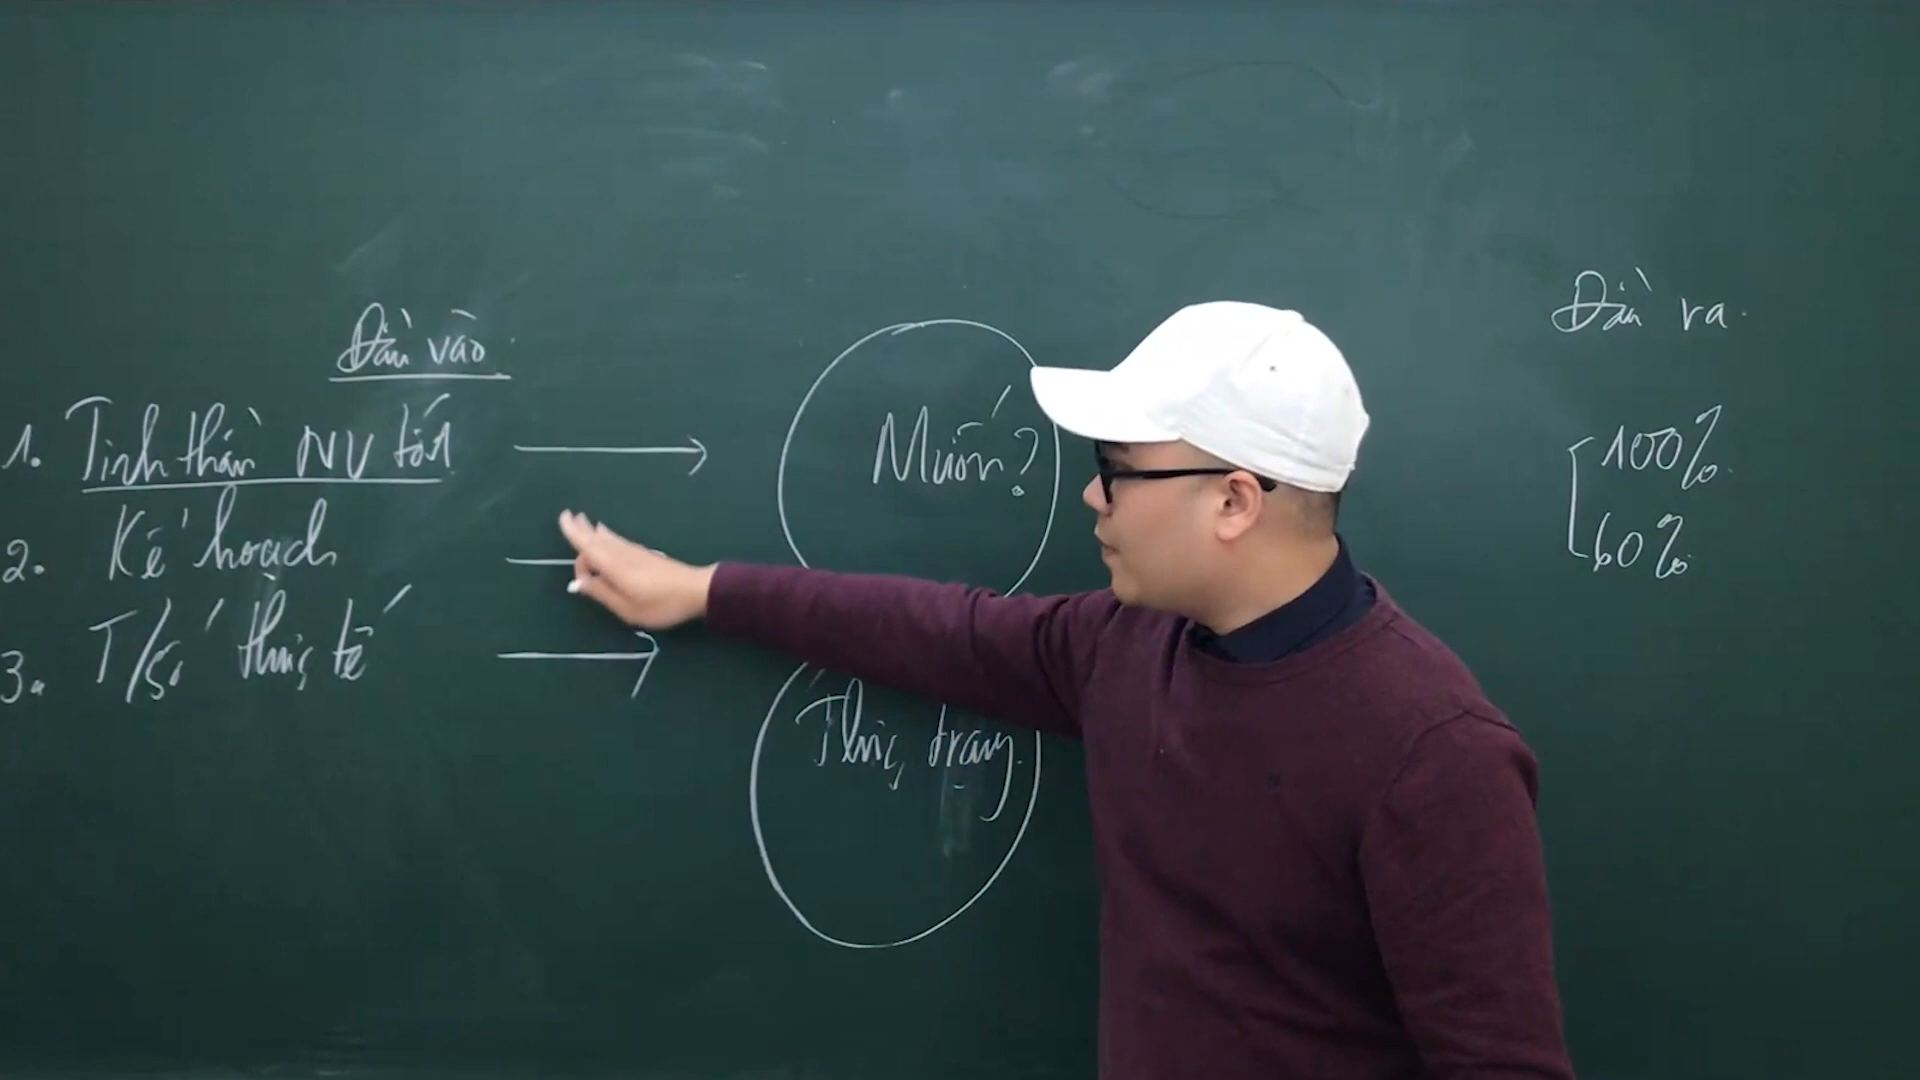 Đầu vào
1. Tinh thần NV tốt
2. Kế hoạch
3. T/số thực tế
Muốn?
Thực trạng
Đầu ra
100%
60%